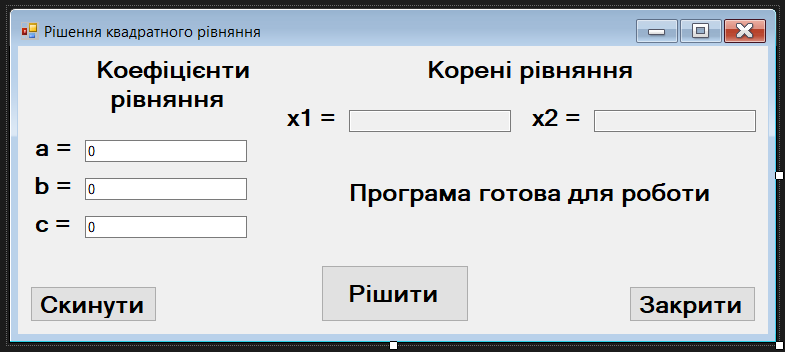 Рішення квадратного рівняння
Коефіцієнти
рівняння
Корені рівняння
x1 =
x2 =
a = 0
b = 0
c = 0
Програма готова для роботи
Скинути
Рішити
Закрити